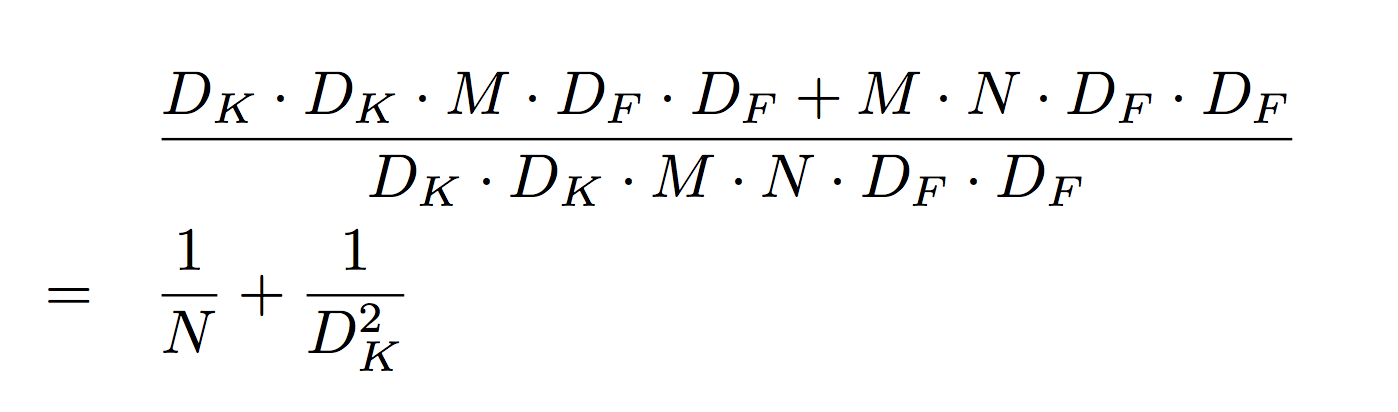 D_K · D_K · M · D_F · D_F + M · N · D_F · D_F
D_K · D_K · M · N · D_F · D_F
= 1/N + 1/D_K^2